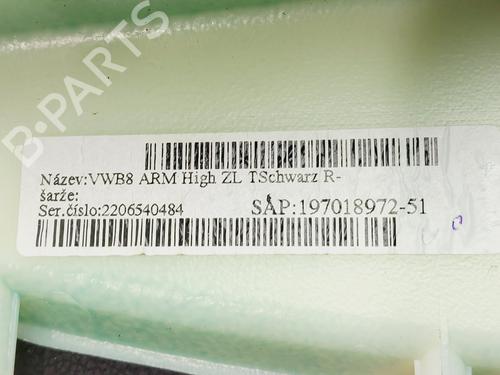 B-PARTS
Název:VWB8 ARM High ZL TSchwarz R-
šarže:
Ser.číslo:2206540484 SAP:197018972-51